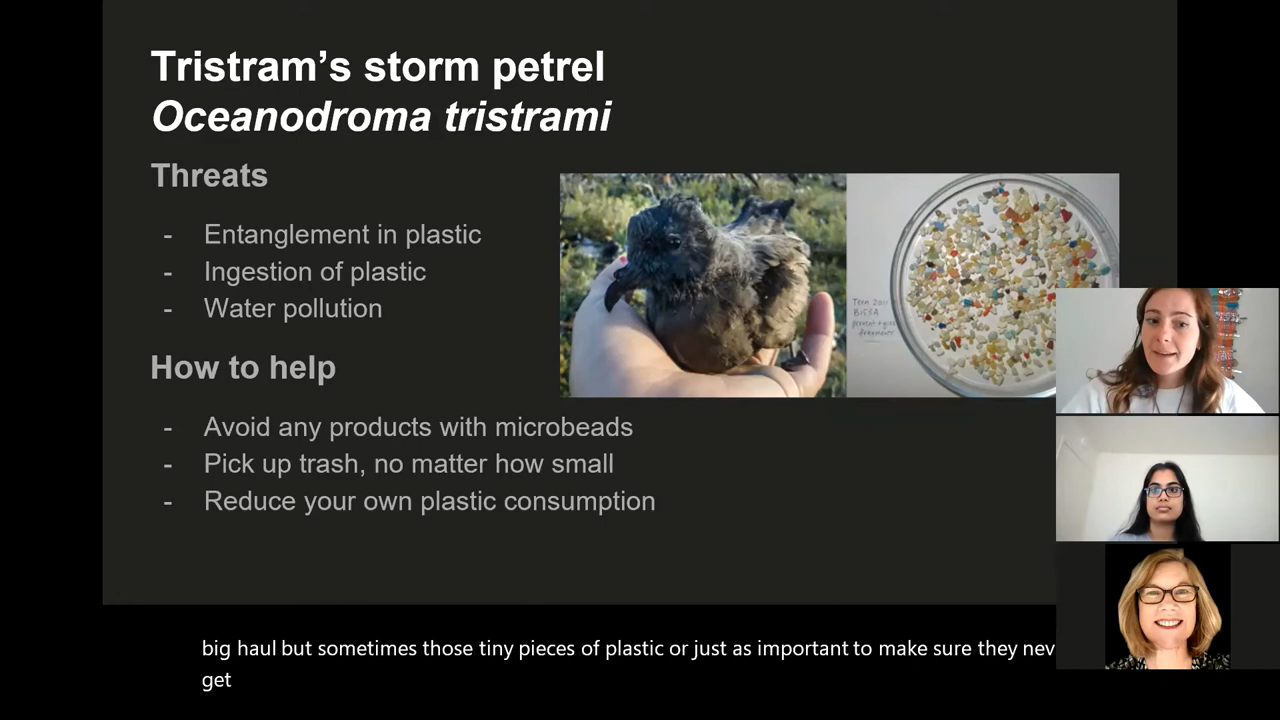 Tristram’s storm petrel
Oceanodroma tristrami
Threats
- Entanglement in plastic
- Ingestion of plastic
- Water pollution
How to help
- Avoid any products with microbeads
- Pick up trash, no matter how small
- Reduce your own plastic consumption
Tern 2011
big haul but sometimes those tiny pieces of plastic or just as important to make sure they nev
get